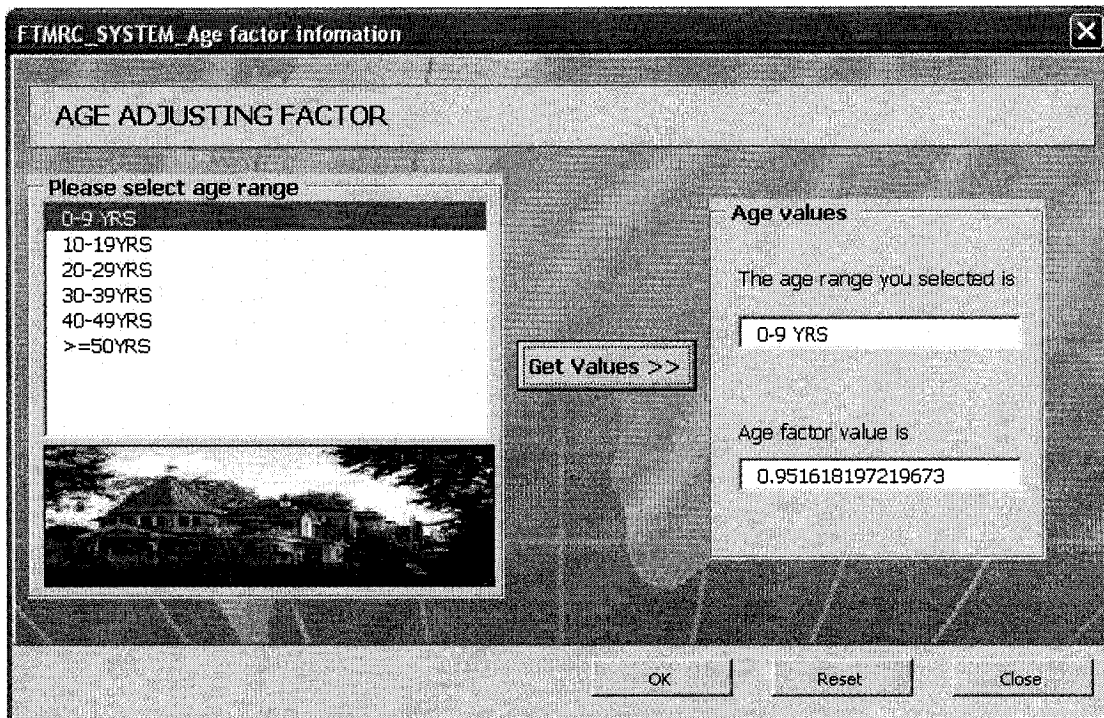 FTMRC_SYSTEM_Age factor infomation
AGE ADJUSTING FACTOR
Please select age range
0-9 YRS
10-19YRS
20-29YRS
30-39YRS
40-49YRS
>=50YRS
Get Values >>
Age values
The age range you selected is
0-9 YRS
Age factor value is
0.951618197219673
OK
Reset
Close